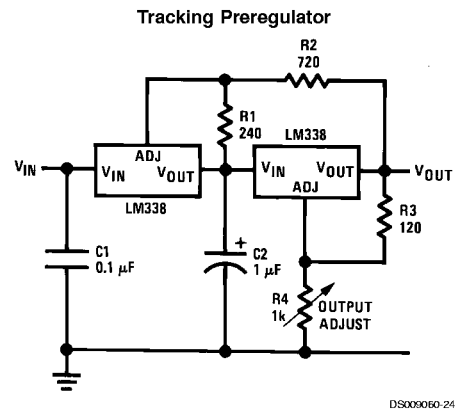 Tracking Preregulator
R2
720
R1
240
LM338
ADJ
VIN
VIN
VOUT
LM338
VIN
VOUT
ADJ
VOUT
R3
120
C1
0.1 μF
+
C2
1 μF
R4
1k
OUTPUT
ADJUST
DS009060-24